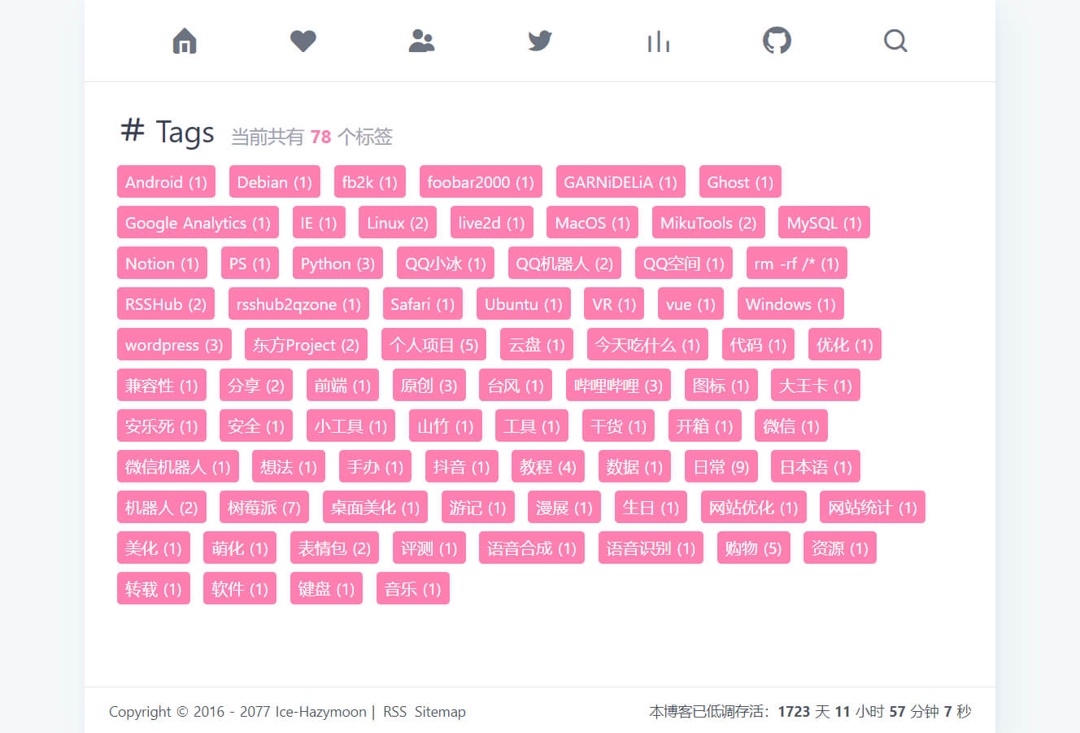 # Tags 当前共有 78 个标签
Android (1) Debian (1) fb2k (1) foobar2000 (1) GARNiDELiA (1) Ghost (1)
Google Analytics (1) IE (1) Linux (2) live2d (1) MacOS (1) MikuTools (2) MySQL (1)
Notion (1) PS (1) Python (3) QQ小冰 (1) QQ机器人 (2) QQ空间 (1) rm -rf /* (1)
RSSHub (2) rsshub2qzone (1) Safari (1) Ubuntu (1) VR (1) vue (1) Windows (1)
wordpress (3) 东方Project (2) 个人项目 (5) 云盘 (1) 今天吃什么 (1) 代码 (1) 优化 (1)
兼容性 (1) 分享 (2) 前端 (1) 原创 (3) 台风 (1) 哔哩哔哩 (3) 图标 (1) 大王卡 (1)
安乐死 (1) 安全 (1) 小工具 (1) 山竹 (1) 工具 (1) 干货 (1) 开箱 (1) 微信 (1)
微信机器人 (1) 想法 (1) 手办 (1) 抖音 (1) 教程 (4) 数据 (1) 日常 (9) 日本语 (1)
机器人 (2) 树莓派 (7) 桌面美化 (1) 游记 (1) 漫展 (1) 生日 (1) 网站优化 (1) 网站统计 (1)
美化 (1) 萌化 (1) 表情包 (2) 评测 (1) 语音合成 (1) 语音识别 (1) 购物 (5) 资源 (1)
转载 (1) 软件 (1) 键盘 (1) 音乐 (1)
Copyright © 2016 - 2077 Ice-Hazymoon | RSS Sitemap 本博客已低调存活：1723 天 11 小时 57 分钟 7 秒